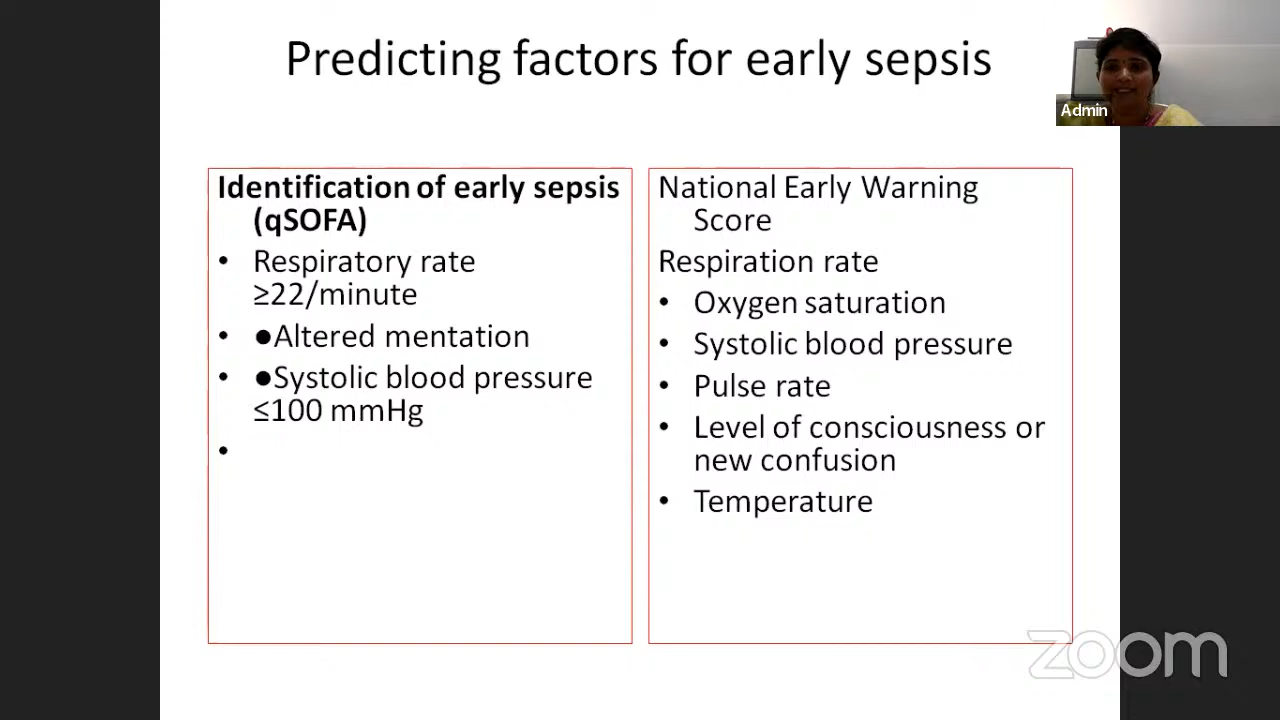 Predicting factors for early sepsis
Admin
Identification of early sepsis
(qSOFA)
• Respiratory rate
≥22/minute
• ●Altered mentation
• ●Systolic blood pressure
≤100 mmHg
•
National Early Warning
Score
Respiration rate
• Oxygen saturation
• Systolic blood pressure
• Pulse rate
• Level of consciousness or
new confusion
• Temperature
zoom